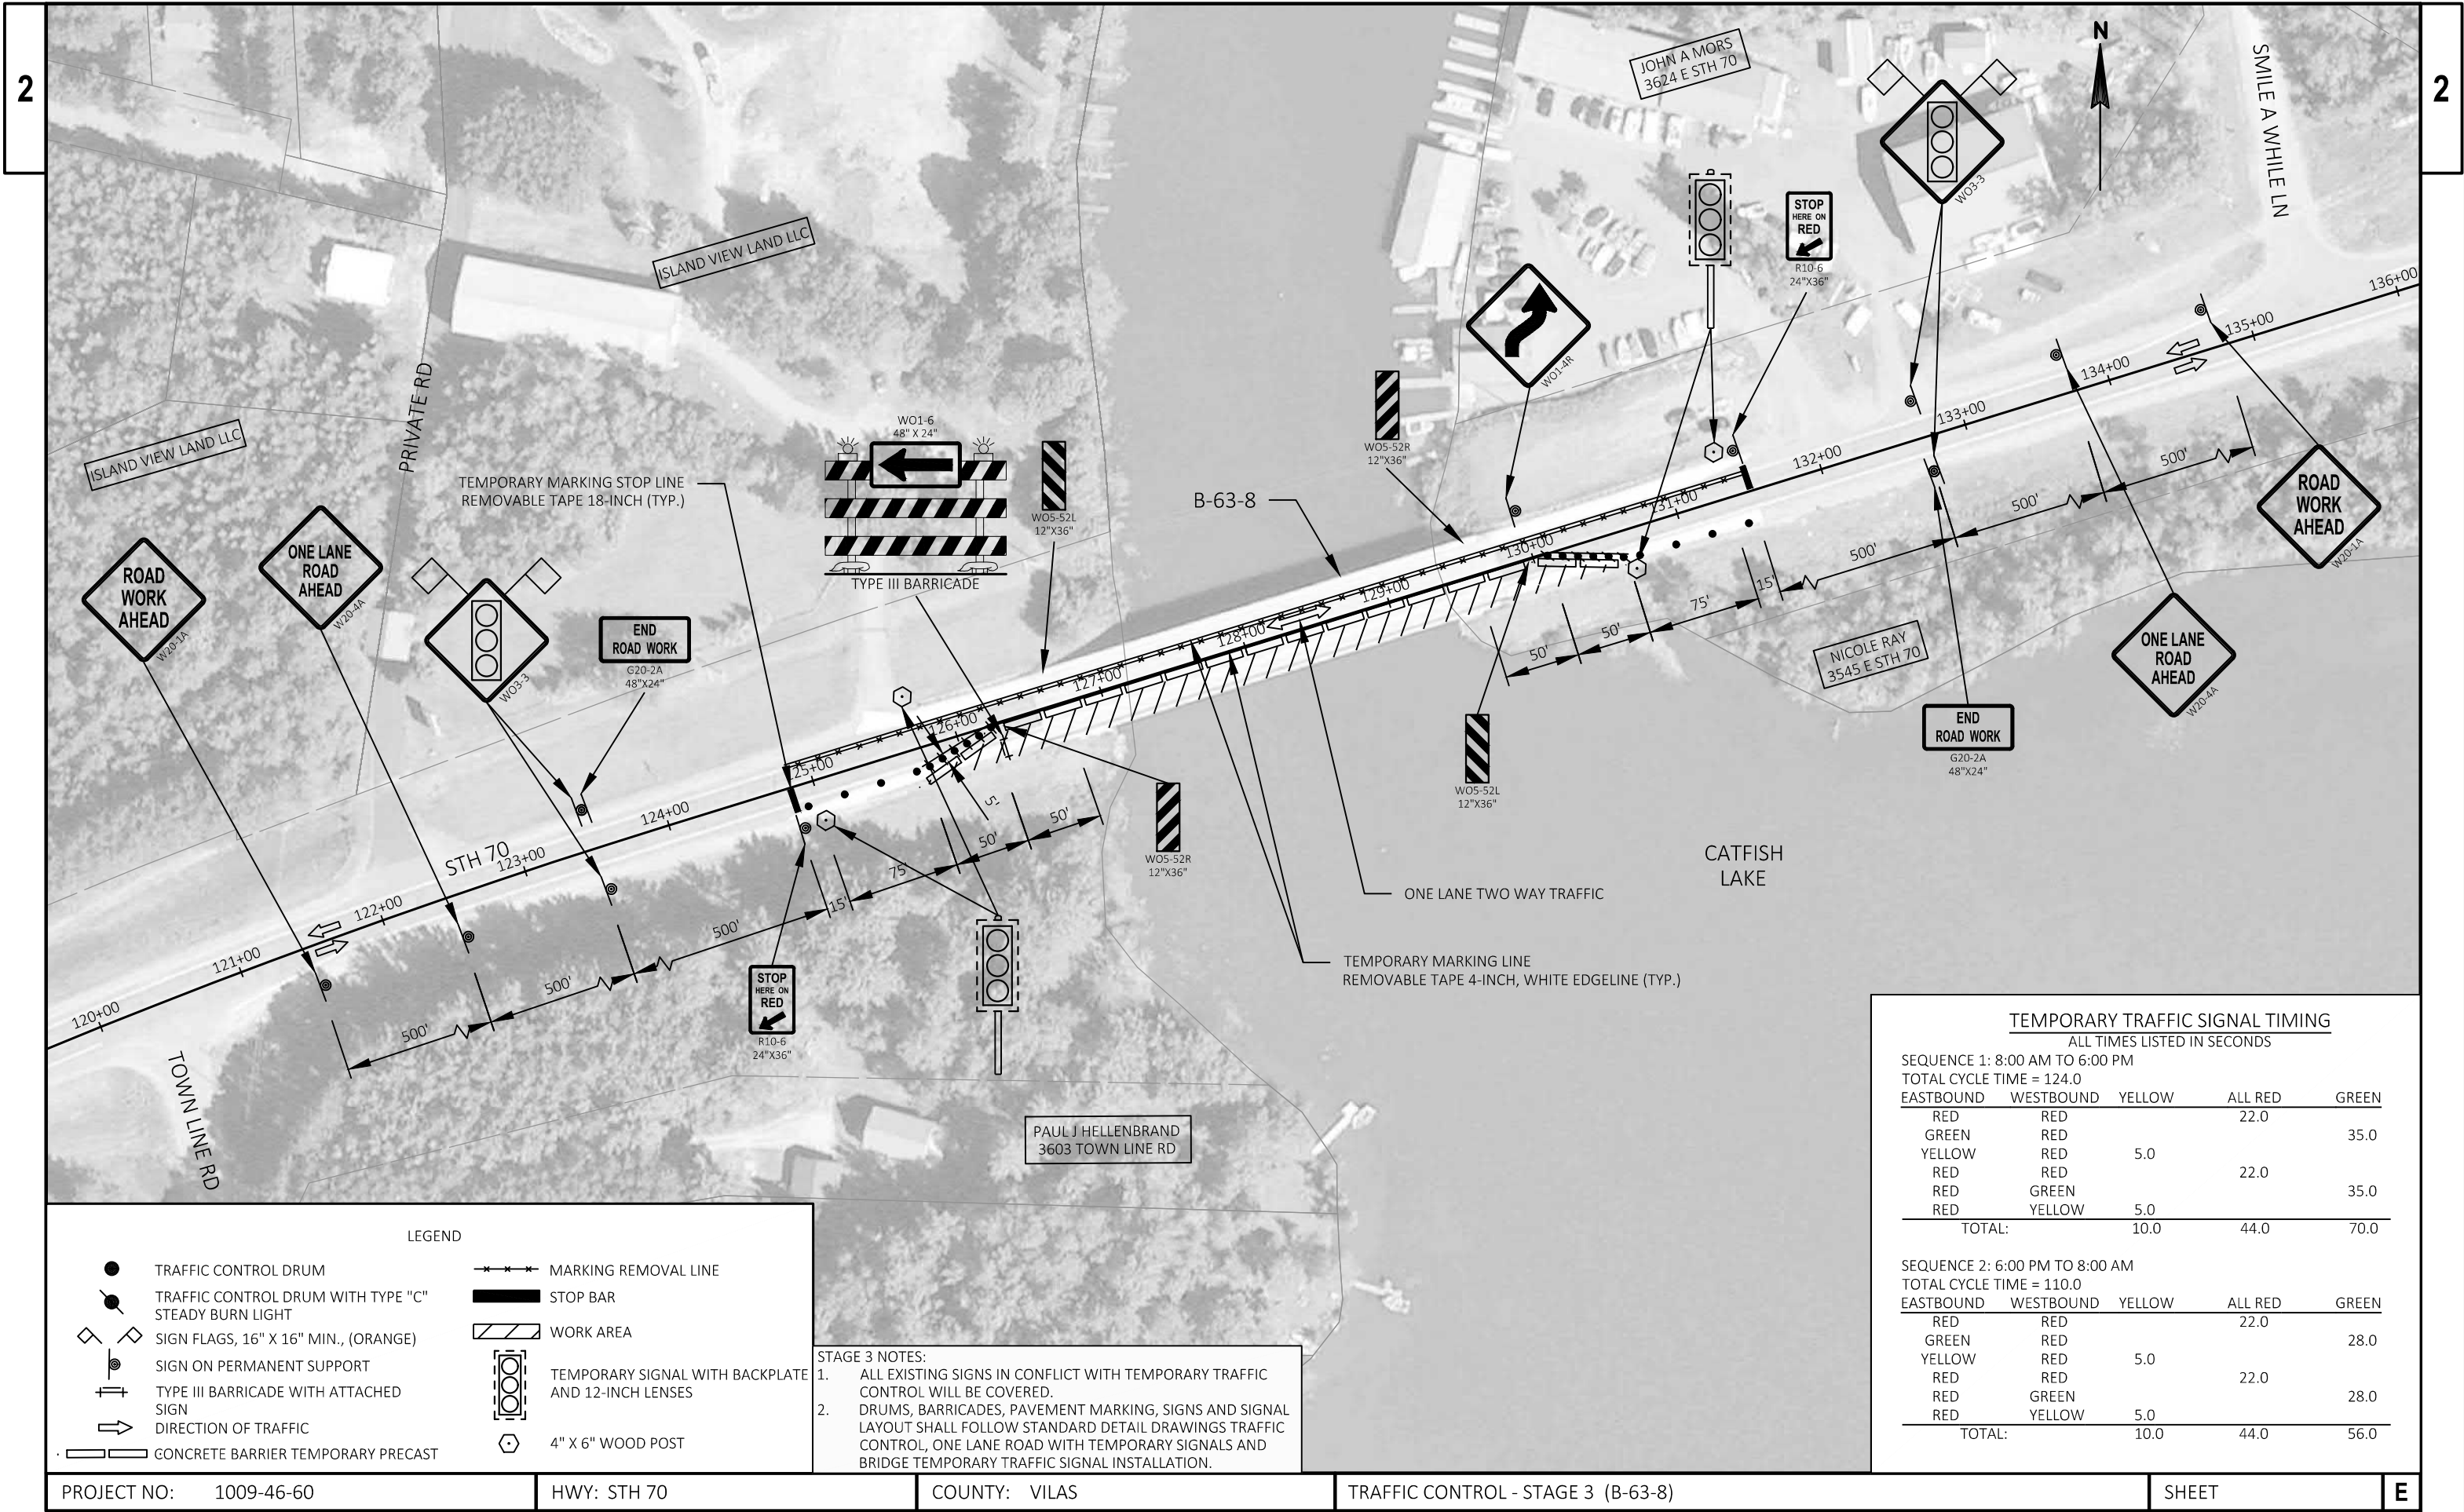 2
2
JOHN A MORS
3624 E STH 70
N
SMILE A WHILE LN
WO3-3
STOP
HERE ON
RED
R10-6
24"X36"
ISLAND VIEW LAND LLC
WO1-4R
136+00
135+00
134+00
133+00
132+00
131+00
130+00
129+00
128+00
127+00
126+00
125+00
124+00
123+00
122+00
121+00
120+00
PRIVATE RD
ISLAND VIEW LAND LLC
WO1-6
48" X 24"
WO5-52L
12"X36"
WO5-52R
12"X36"
TEMPORARY MARKING STOP LINE
REMOVABLE TAPE 18-INCH (TYP.)
TYPE III BARRICADE
B-63-8
ROAD
WORK
AHEAD
W20-1A
ONE LANE
ROAD
AHEAD
W20-4A
WO3-3
END
ROAD WORK
G20-2A
48"X24"
ROAD
WORK
AHEAD
W20-1A
ONE LANE
ROAD
AHEAD
W20-4A
END
ROAD WORK
G20-2A
48"X24"
500'
500'
500'
15'
75'
50'
50'
NICOLE RAY
3545 E STH 70
WO5-52L
12"X36"
WO5-52R
12"X36"
STH 70
5'
50'
50'
75'
15'
500'
500'
500'
CATFISH
LAKE
ONE LANE TWO WAY TRAFFIC
TEMPORARY MARKING LINE
REMOVABLE TAPE 4-INCH, WHITE EDGELINE (TYP.)
STOP
HERE ON
RED
R10-6
24"X36"
TOWN LINE RD
PAUL J HELLENBRAND
3603 TOWN LINE RD
TEMPORARY TRAFFIC SIGNAL TIMING
ALL TIMES LISTED IN SECONDS
SEQUENCE 1: 8:00 AM TO 6:00 PM
TOTAL CYCLE TIME = 124.0
EASTBOUND WESTBOUND YELLOW ALL RED GREEN
RED RED 22.0
GREEN RED 35.0
YELLOW RED 5.0
RED RED 22.0
RED GREEN 35.0
RED YELLOW 5.0
TOTAL: 10.0 44.0 70.0
SEQUENCE 2: 6:00 PM TO 8:00 AM
TOTAL CYCLE TIME = 110.0
EASTBOUND WESTBOUND YELLOW ALL RED GREEN
RED RED 22.0
GREEN RED 28.0
YELLOW RED 5.0
RED RED 22.0
RED GREEN 28.0
RED YELLOW 5.0
TOTAL: 10.0 44.0 56.0
LEGEND
TRAFFIC CONTROL DRUM
TRAFFIC CONTROL DRUM WITH TYPE "C"
STEADY BURN LIGHT
SIGN FLAGS, 16" X 16" MIN., (ORANGE)
SIGN ON PERMANENT SUPPORT
TYPE III BARRICADE WITH ATTACHED
SIGN
DIRECTION OF TRAFFIC
CONCRETE BARRIER TEMPORARY PRECAST
MARKING REMOVAL LINE
STOP BAR
WORK AREA
TEMPORARY SIGNAL WITH BACKPLATE
AND 12-INCH LENSES
4" X 6" WOOD POST
STAGE 3 NOTES:
1. ALL EXISTING SIGNS IN CONFLICT WITH TEMPORARY TRAFFIC
CONTROL WILL BE COVERED.
2. DRUMS, BARRICADES, PAVEMENT MARKING, SIGNS AND SIGNAL
LAYOUT SHALL FOLLOW STANDARD DETAIL DRAWINGS TRAFFIC
CONTROL, ONE LANE ROAD WITH TEMPORARY SIGNALS AND
BRIDGE TEMPORARY TRAFFIC SIGNAL INSTALLATION.
PROJECT NO: 1009-46-60
HWY: STH 70
COUNTY: VILAS
TRAFFIC CONTROL - STAGE 3 (B-63-8)
SHEET
E